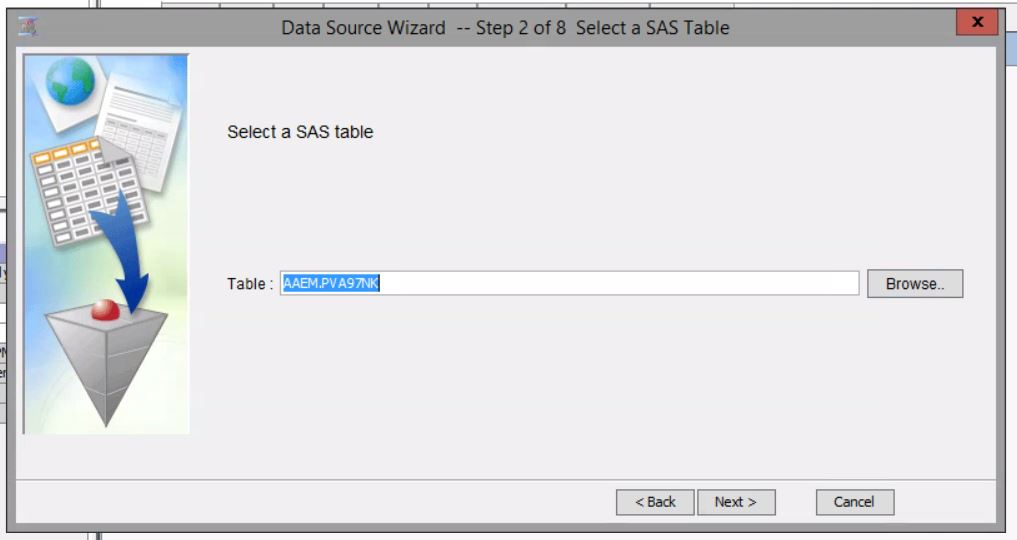 Data Source Wizard -- Step 2 of 8 Select a SAS Table
x
Select a SAS table
Table :
AAEM.PVA97NK
Browse..
< Back
Next >
Cancel